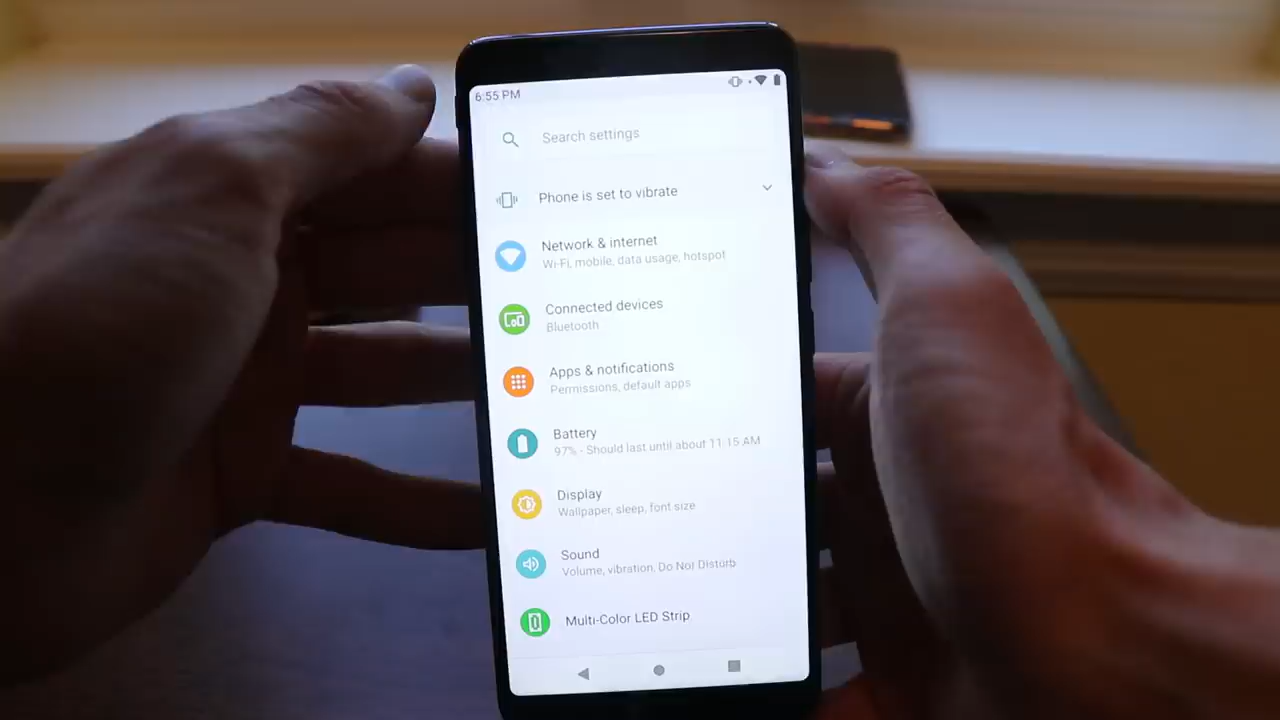 6:55 PM
Search settings
Phone is set to vibrate
Network & internet
Wi-Fi, mobile, data usage, hotspot
Connected devices
Bluetooth
Apps & notifications
Permissions, default apps
Battery
97% - Should last until about 11:15 AM
Display
Wallpaper, sleep, font size
Sound
Volume, vibration, Do Not Disturb
Multi-Color LED Strip